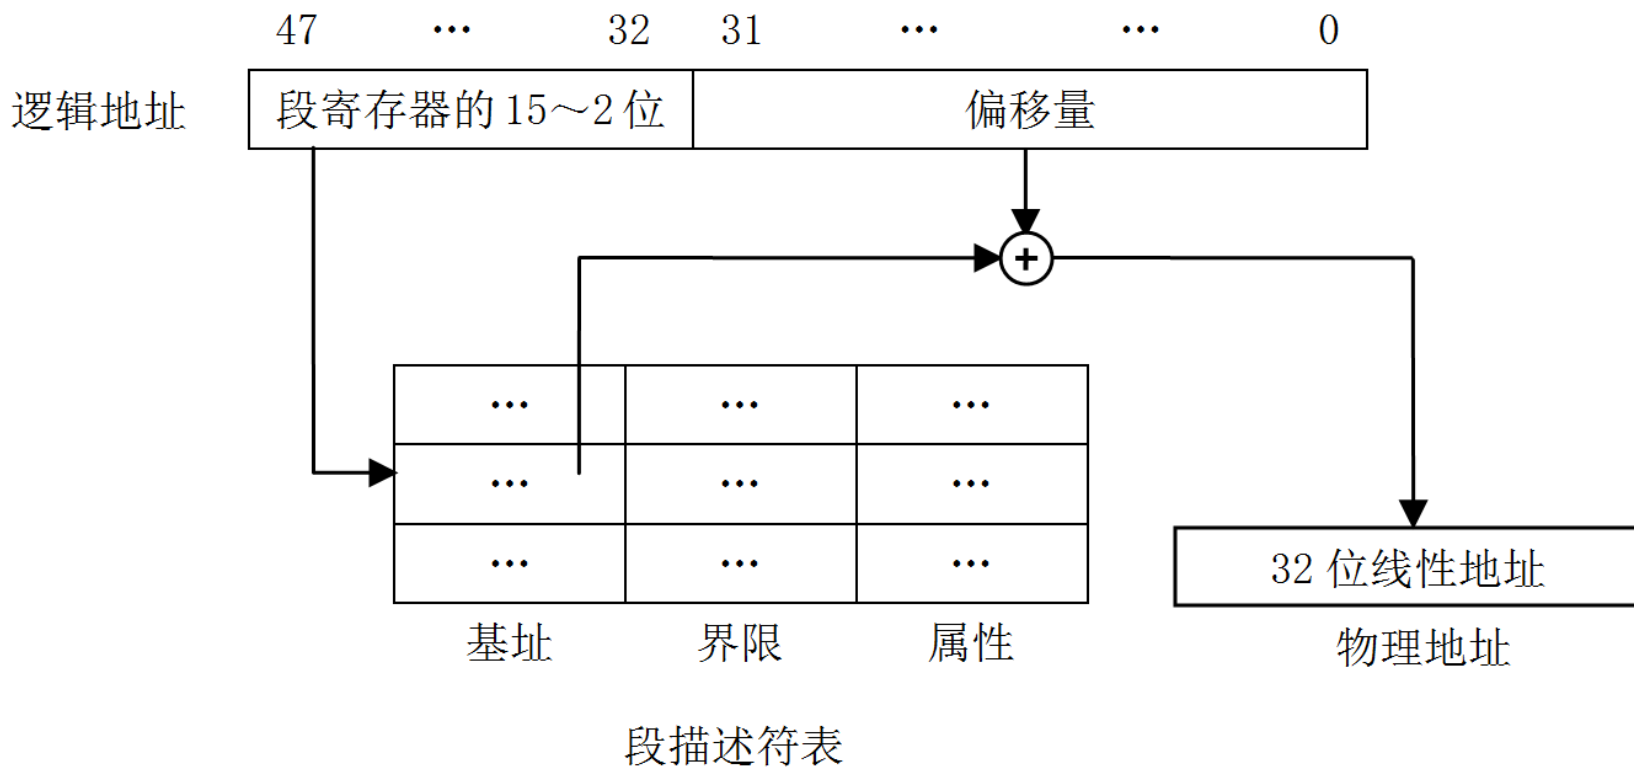 47 … 32 31 … … 0
逻辑地址 段寄存器的15～2位 偏移量
+
… … …
… … …
… … …
32位线性地址
基址 界限 属性
物理地址
段描述符表